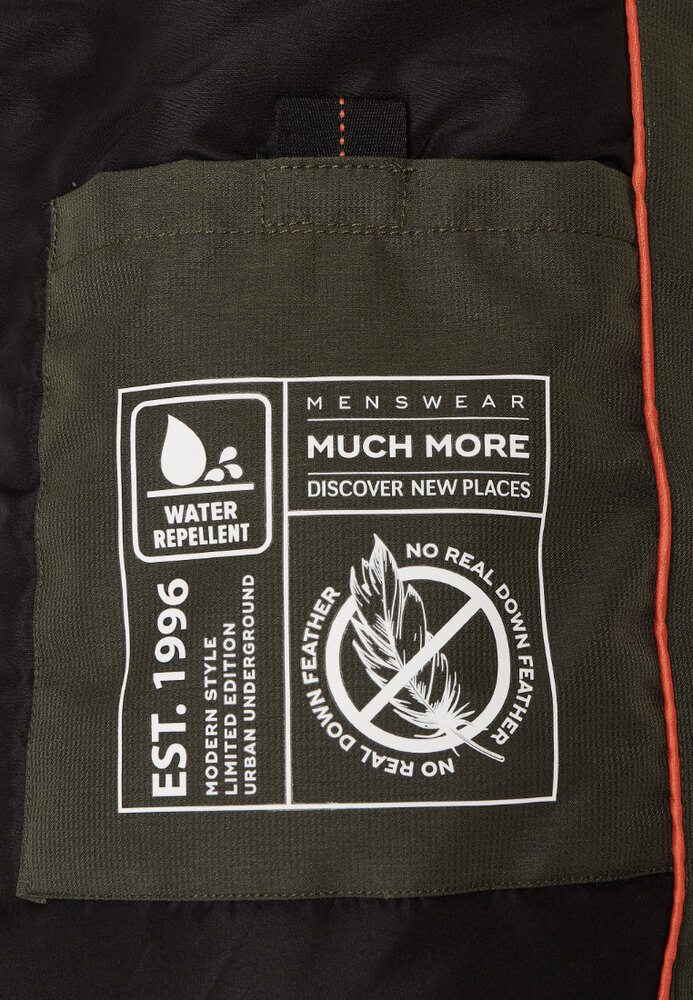 WATER
REPELLENT
MENSWEAR
MUCH MORE
DISCOVER NEW PLACES
EST. 1996
MODERN STYLE
LIMITED EDITION
URBAN UNDERGROUND
NO REAL DOWN FEATHER
NO REAL DOWN FEATHER